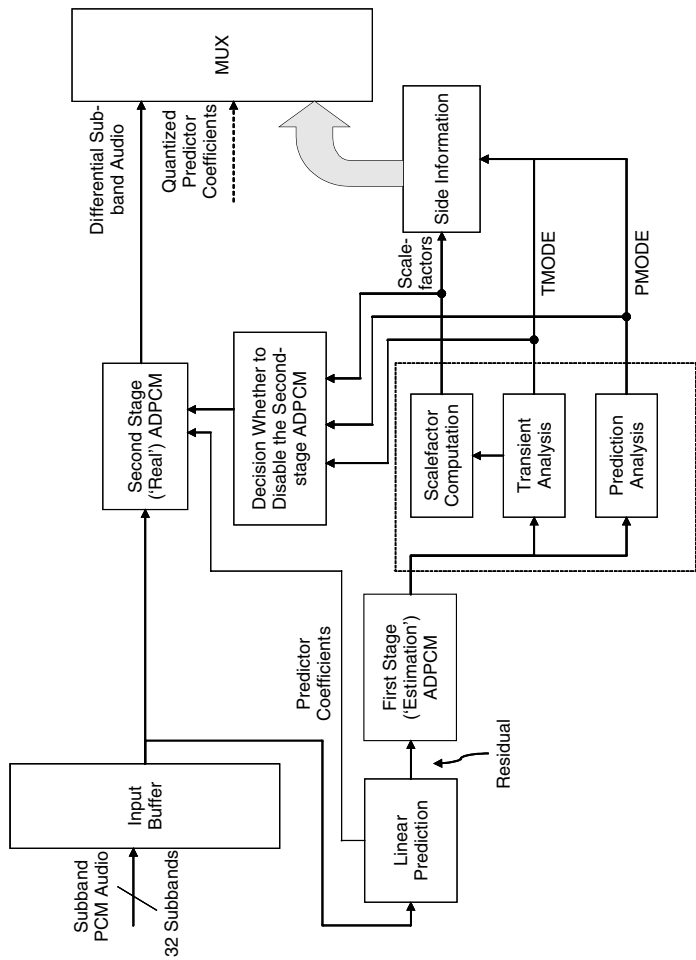 Subband
PCM Audio
32 Subbands
Input
Buffer
Linear
Prediction
Residual
Predictor
Coefficients
First Stage
('Estimation')
ADPCM
Second Stage
('Real') ADPCM
Decision Whether to
Disable the Second-
stage ADPCM
Scalefactor
Computation
Transient
Analysis
Prediction
Analysis
Scale-
factors
TMODE
PMODE
Side Information
Differential Sub-
band Audio
Quantized
Predictor
Coefficients
MUX